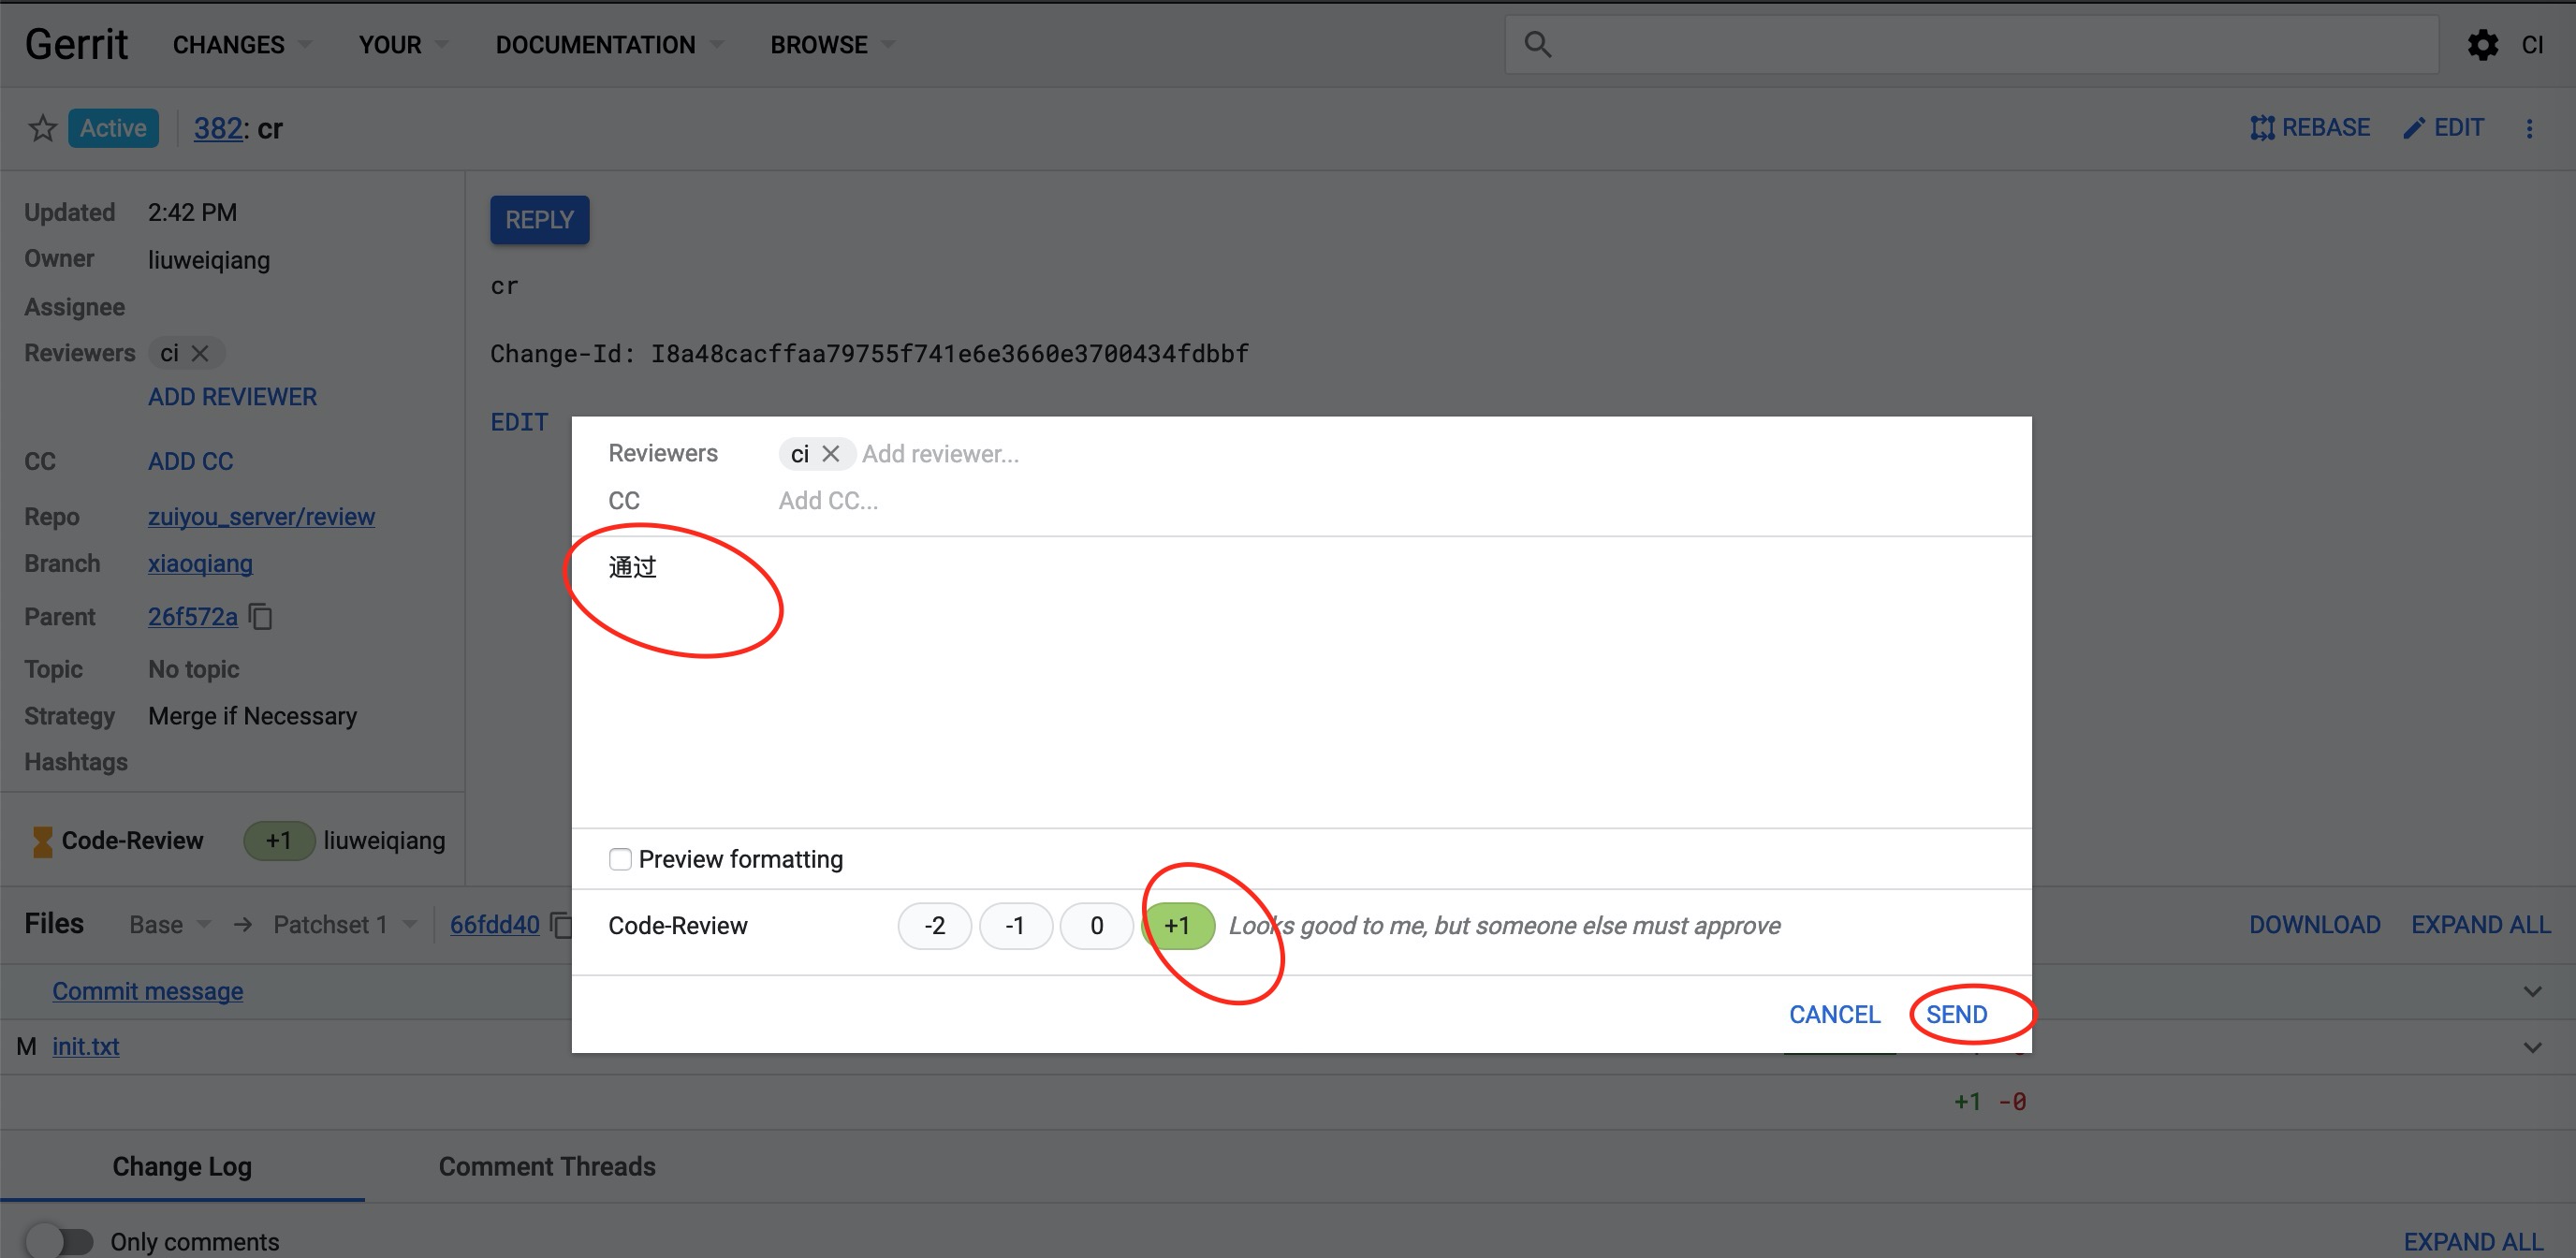 Gerrit CHANGES YOUR DOCUMENTATION BROWSE CI
Active 382: cr REBASE EDIT
Updated 2:42 PM
Owner liuweiqiang
Assignee
Reviewers ci
ADD REVIEWER
CC ADD CC
Repo zuiyou_server/review
Branch xiaoqiang
Parent 26f572a
Topic No topic
Strategy Merge if Necessary
Hashtags
Code-Review +1 liuweiqiang
REPLY
cr
Change-Id: I8a48cacffaa79755f741e6e3660e3700434fdbbf
EDIT
Reviewers ci Add reviewer...
CC Add CC...
通过
Preview formatting
Code-Review -2 -1 0 +1 Looks good to me, but someone else must approve
CANCEL SEND
Files Base → Patchset 1 66fdd40 DOWNLOAD EXPAND ALL
Commit message
M init.txt
+1 -0
Change Log Comment Threads
Only comments EXPAND ALL